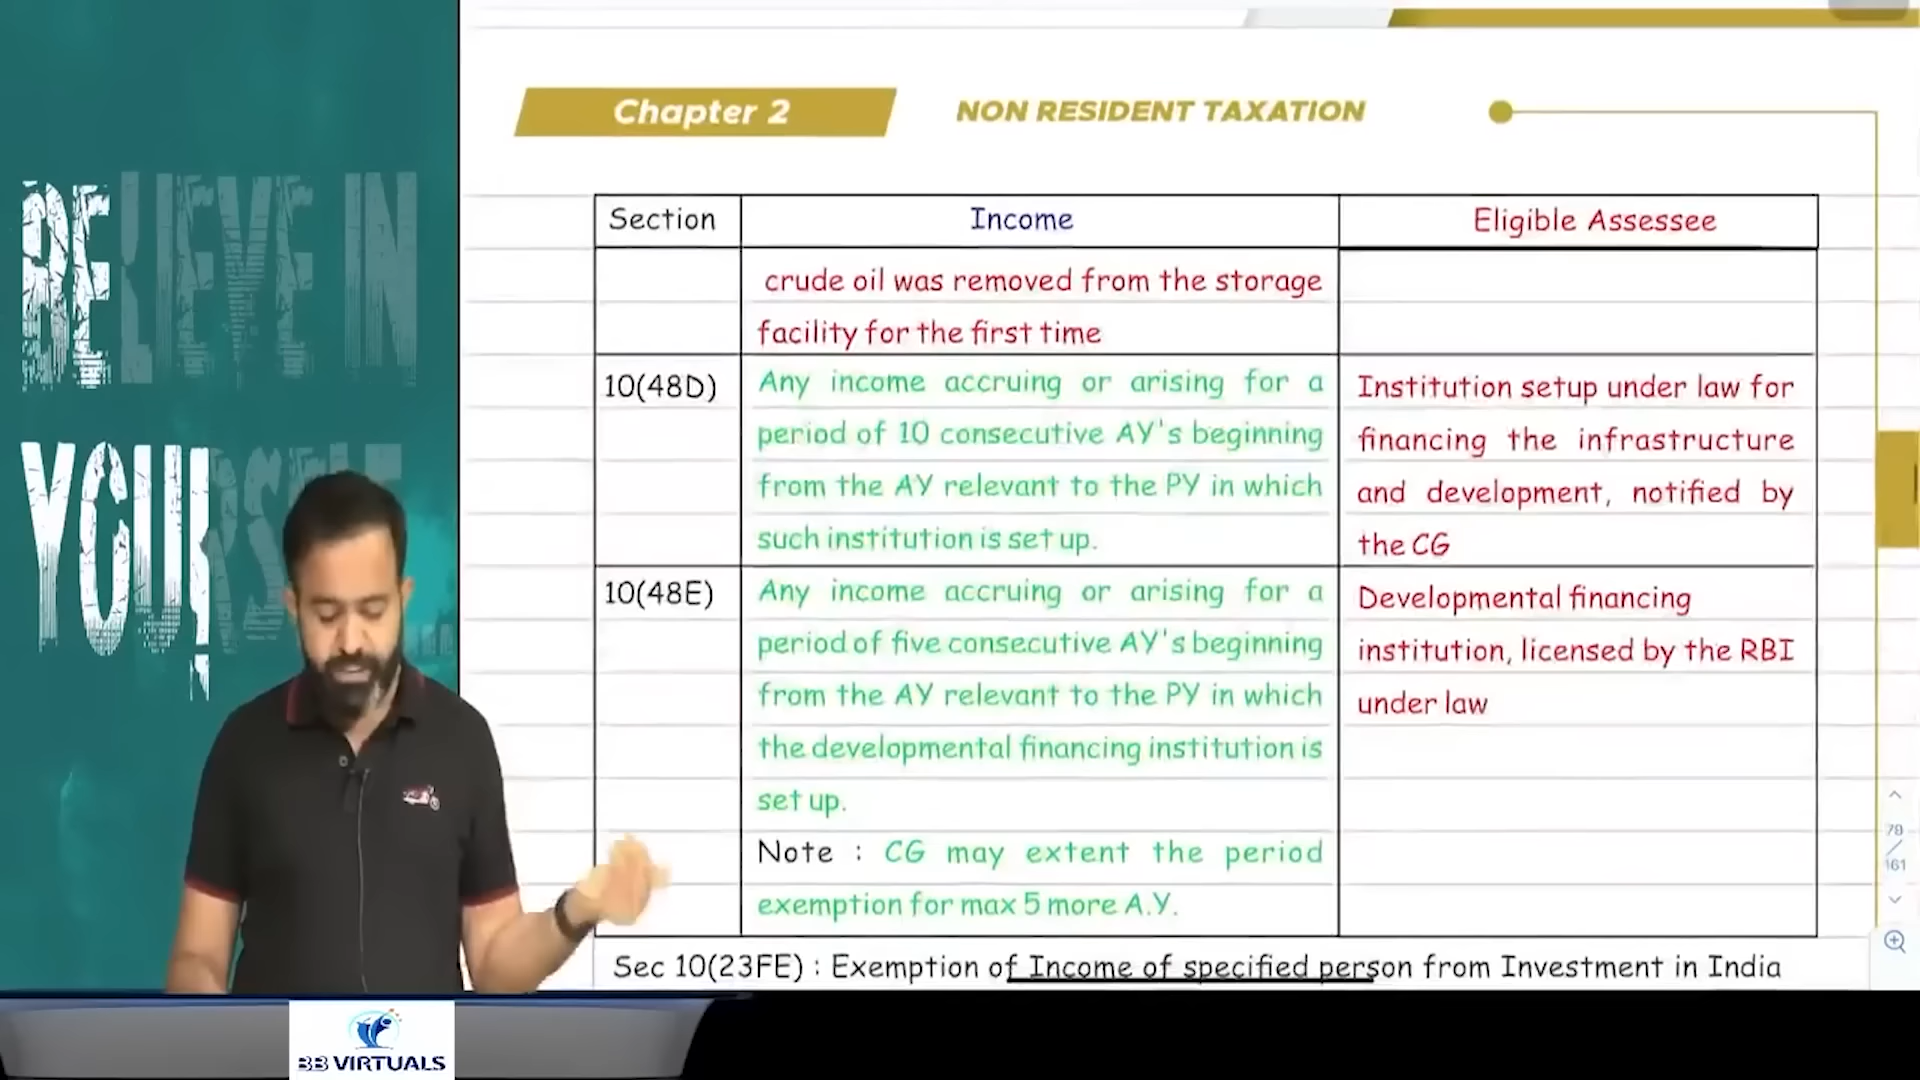 BELIEVE IN
YOURSELF
Chapter 2
NON RESIDENT TAXATION
Section
Income
Eligible Assessee
crude oil was removed from the storage
facility for the first time
10(48D)
Any income accruing or arising for a
period of 10 consecutive AY's beginning
from the AY relevant to the PY in which
such institution is set up.
Institution setup under law for
financing the infrastructure
and development, notified by
the CG
10(48E)
Any income accruing or arising for a
period of five consecutive AY's beginning
from the AY relevant to the PY in which
the developmental financing institution is
set up.
Note : CG may extent the period
exemption for max 5 more A.Y.
Developmental financing
institution, licensed by the RBI
under law
Sec 10(23FE) : Exemption of Income of specified person from Investment in India
79
/
161
BB VIRTUALS